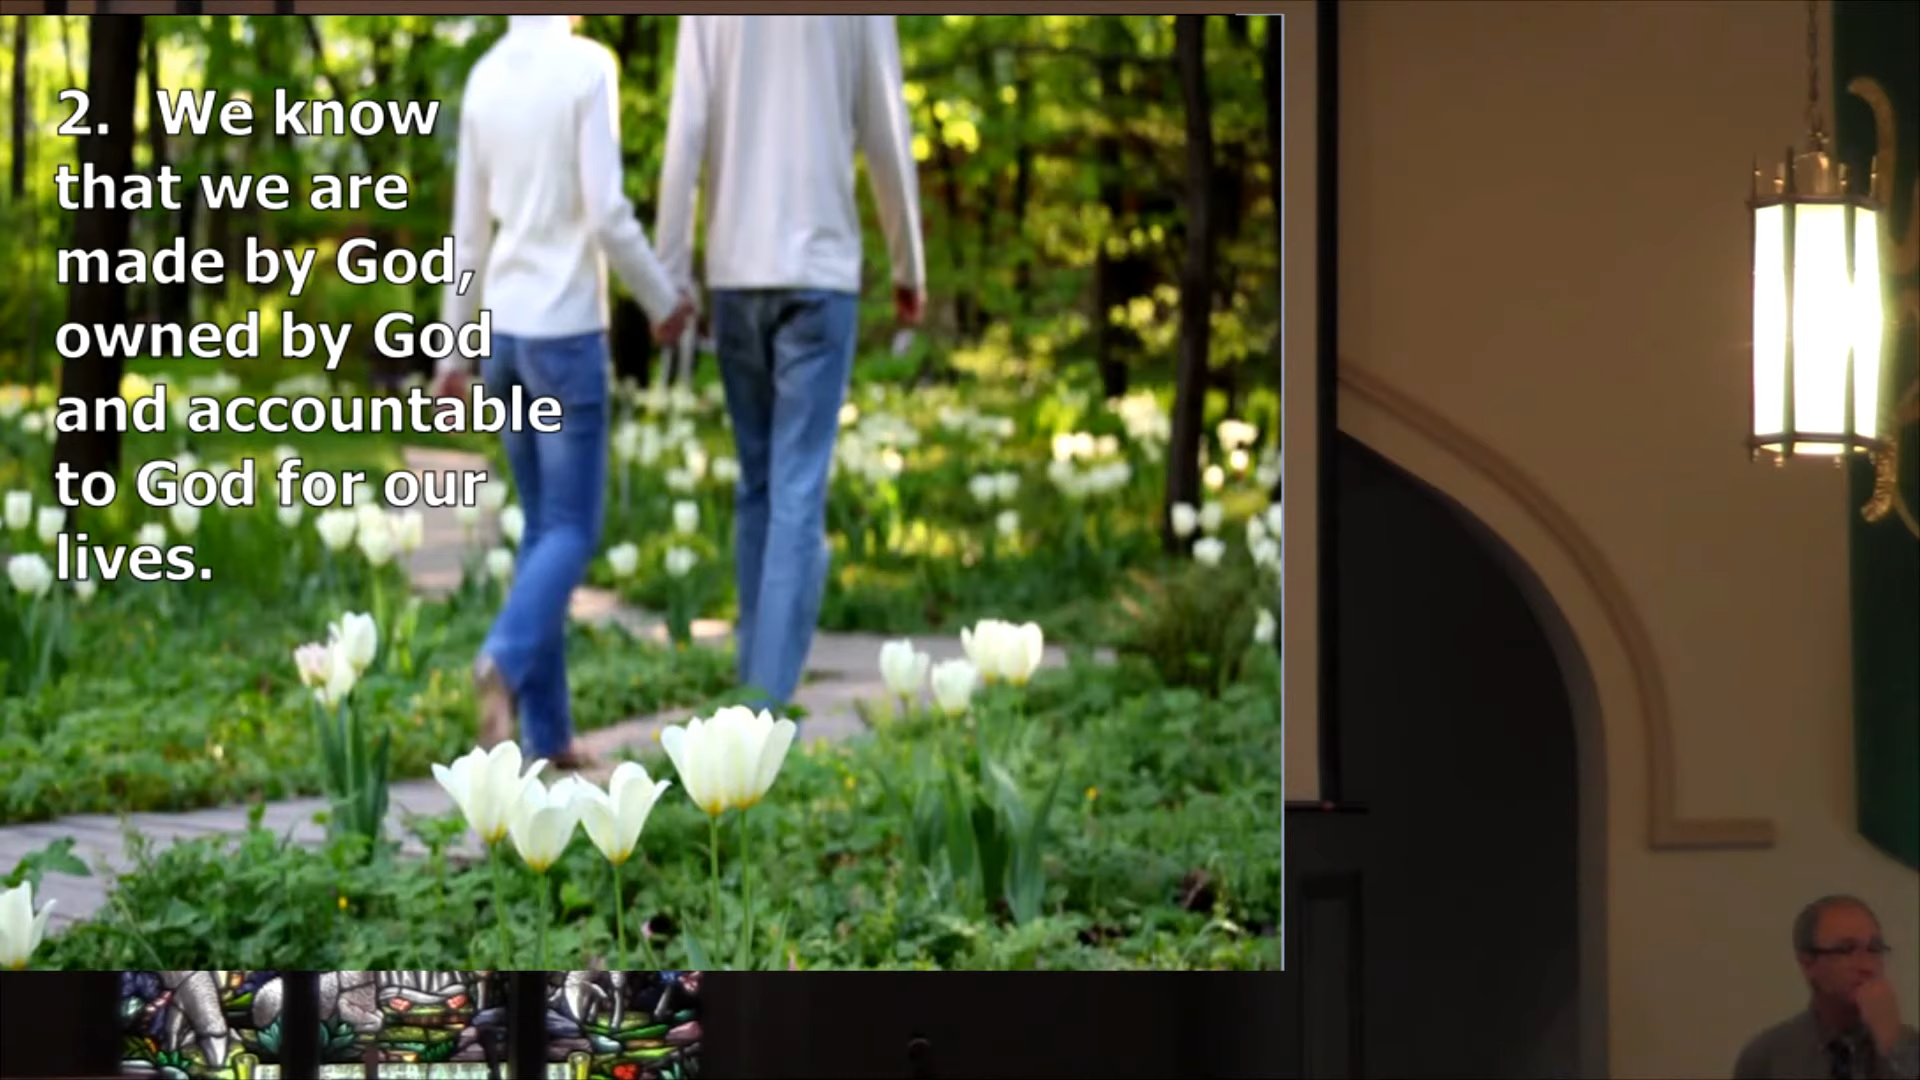 2. We know
that we are
made by God,
owned by God
and accountable
to God for our
lives.